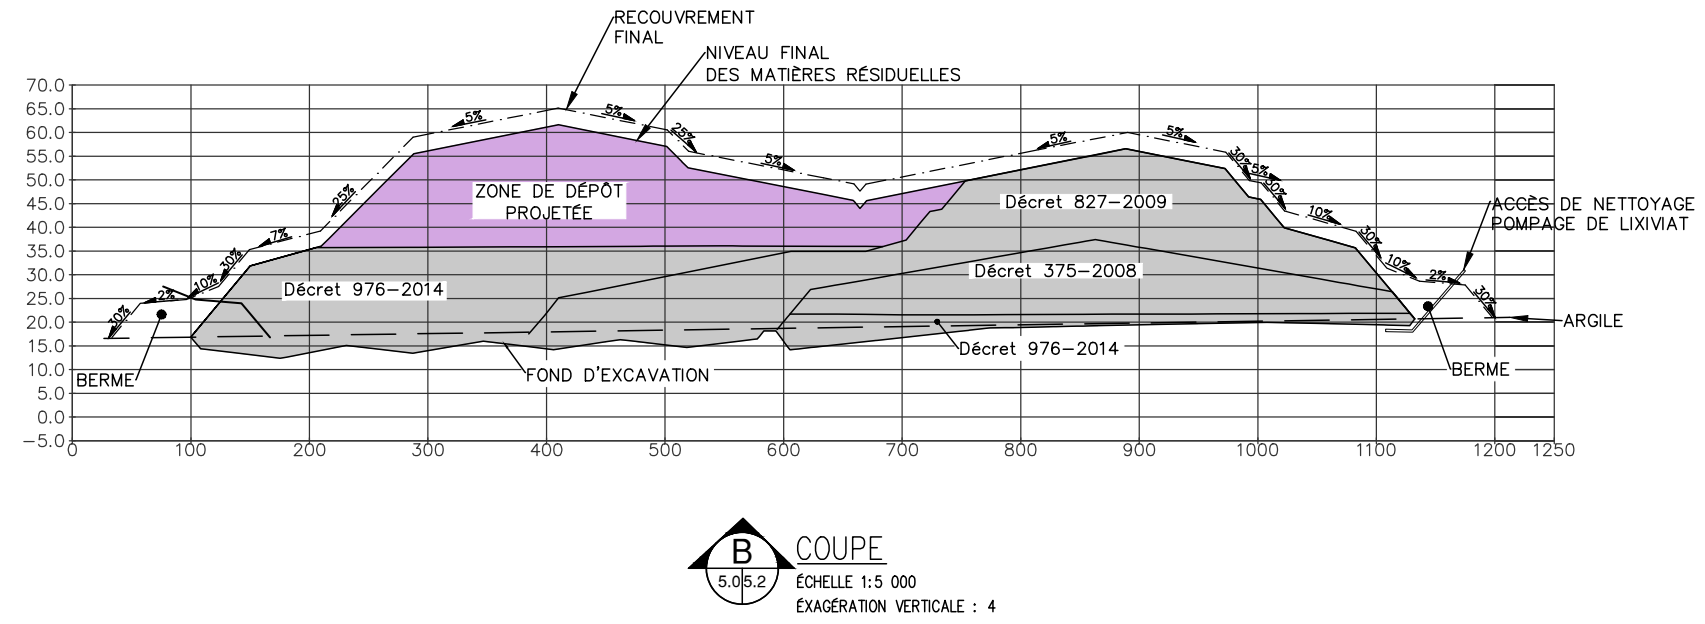 RECOUVREMENT
FINAL
NIVEAU FINAL
DES MATIÈRES RÉSIDUELLES
70.0
65.0
60.0
55.0
50.0
45.0
40.0
35.0
30.0
25.0
20.0
15.0
10.0
5.0
0.0
-5.0
30%
2%
10%
30%
7%
25%
5%
5%
25%
5%
5%
5%
30%
5%
30%
10%
30%
10%
2%
30%
ZONE DE DÉPÔT
PROJETÉE
Décret 827-2009
Décret 375-2008
Décret 976-2014
Décret 976-2014
ACCÈS DE NETTOYAGE
POMPAGE DE LIXIVIAT
ARGILE
BERME
BERME
FOND D'EXCAVATION
0 100 200 300 400 500 600 700 800 900 1000 1100 1200 1250
B
5.0 5.2
COUPE
ÉCHELLE 1:5 000
ÉXAGÉRATION VERTICALE : 4